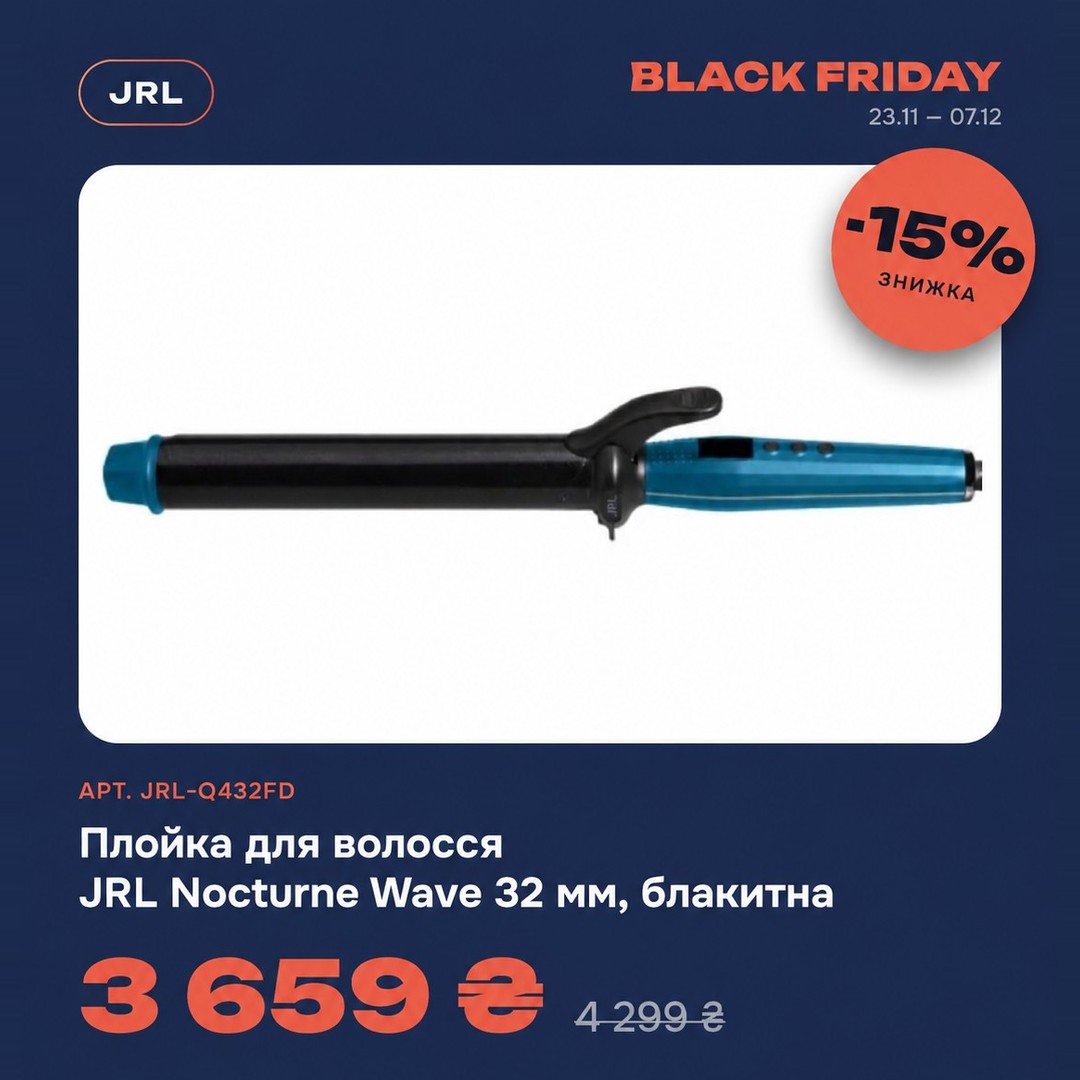 JRL
BLACK FRIDAY
23.11 – 07.12
-15%
ЗНИЖКА
JRL
АРТ. JRL-Q432FD
Плойка для волосся
JRL Nocturne Wave 32 мм, блакитна
3 659 ₴
4 299 ₴